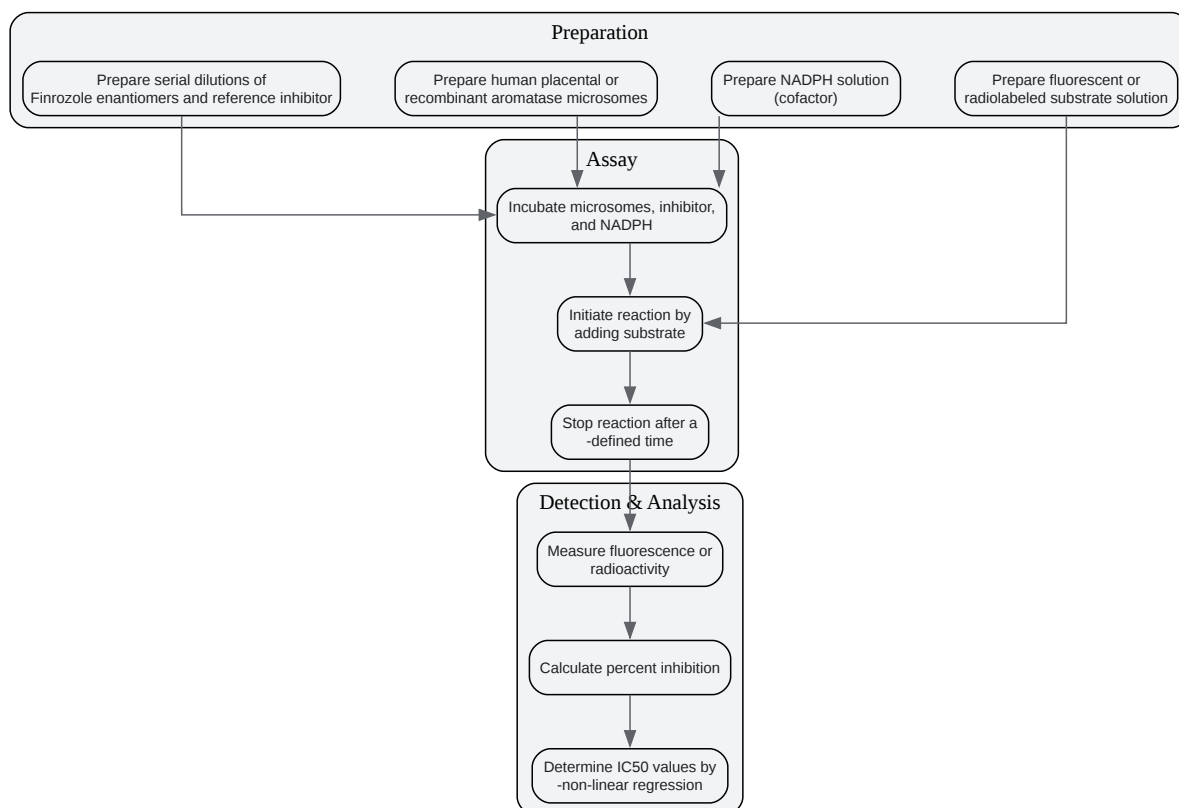 Preparation
Prepare serial dilutions of
Finrozole enantiomers and reference inhibitor
Prepare human placental or
recombinant aromatase microsomes
Prepare NADPH solution
(cofactor)
Prepare fluorescent or
radiolabeled substrate solution
Assay
Incubate microsomes, inhibitor,
and NADPH
Initiate reaction by
adding substrate
Stop reaction after a
-defined time
Detection & Analysis
Measure fluorescence or
radioactivity
Calculate percent inhibition
Determine IC50 values by
-non-linear regression